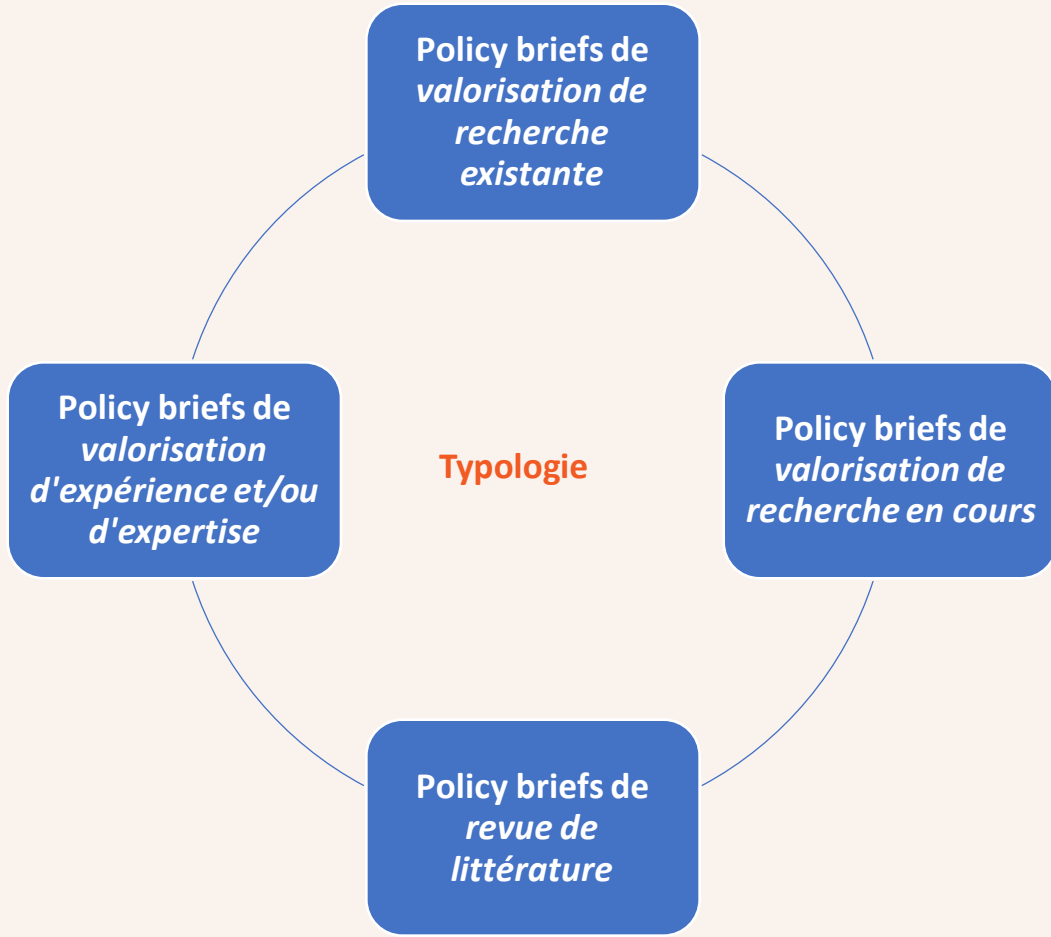 Policy briefs de
valorisation de
recherche
existante
Policy briefs de
valorisation
d'expérience et/ou
d'expertise
Typologie
Policy briefs de
valorisation de
recherche en cours
Policy briefs de
revue de
littérature